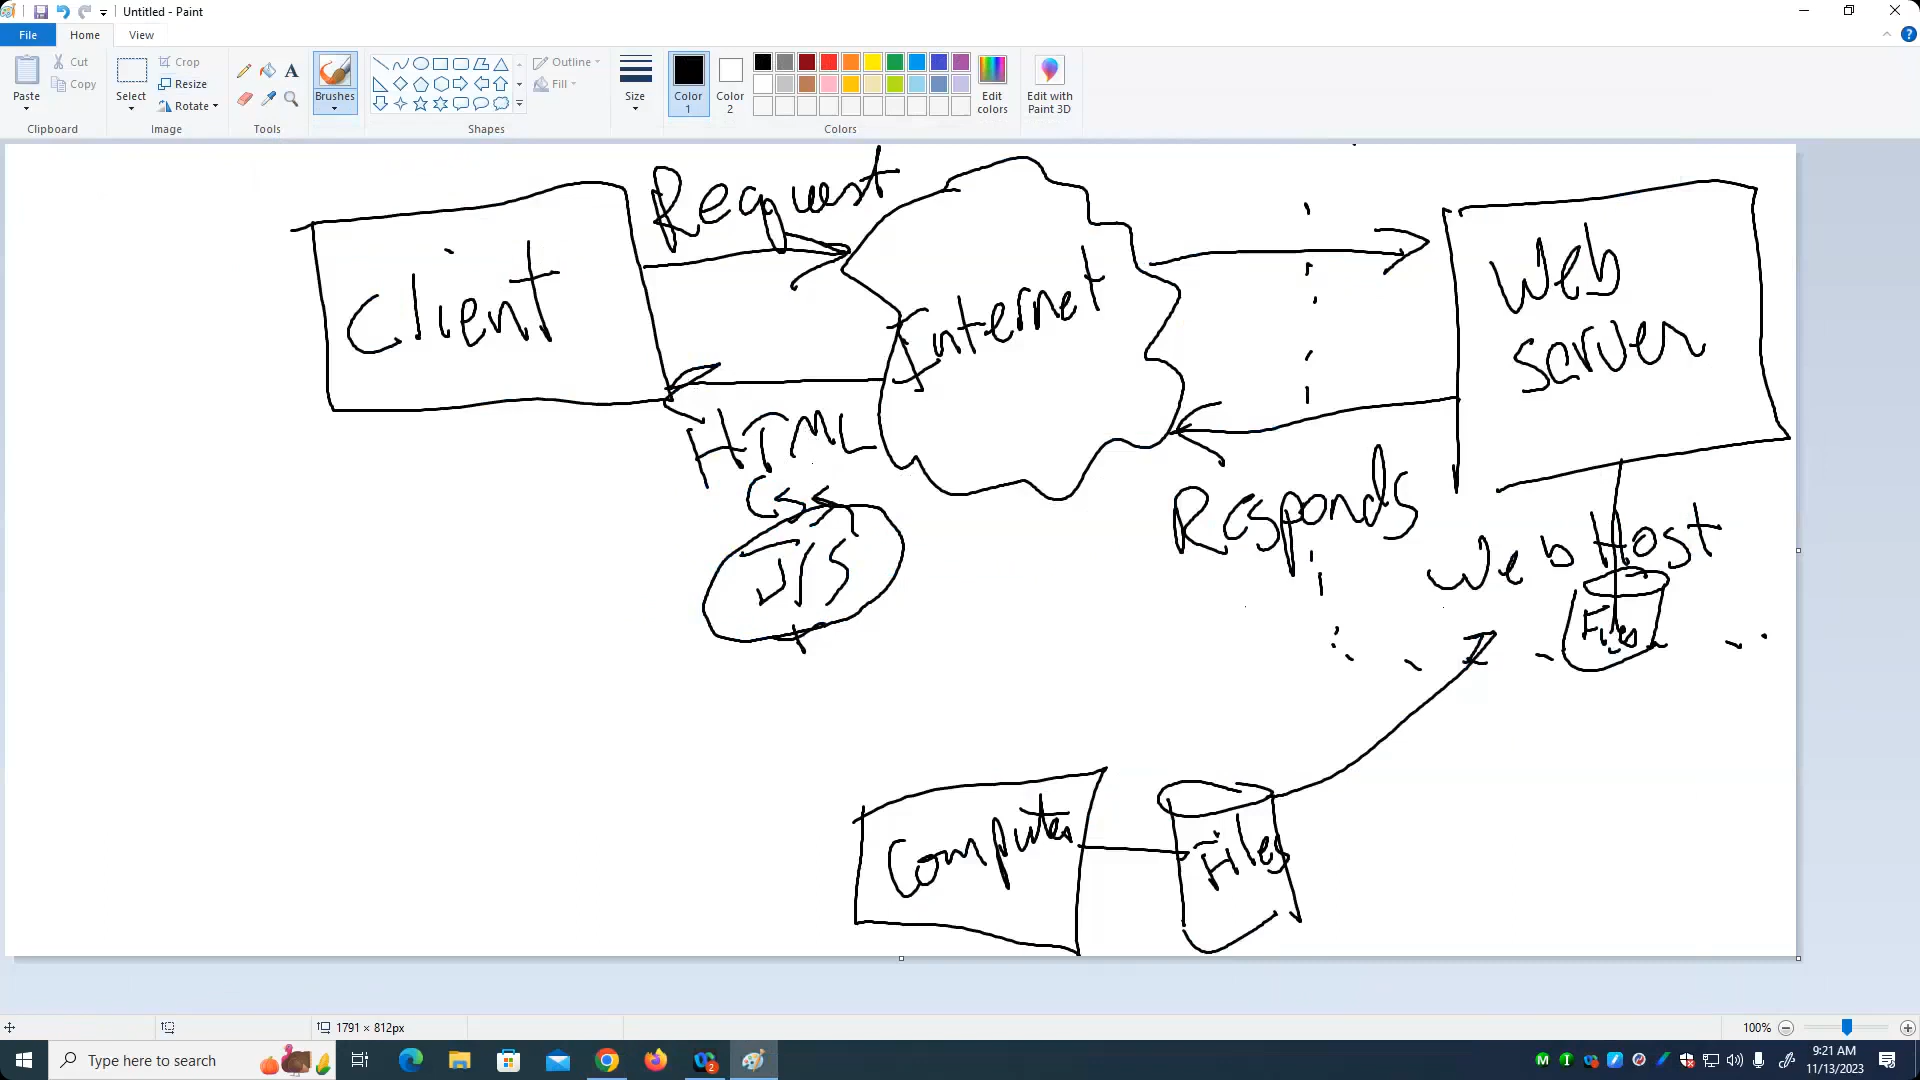 Untitled - Paint
File
Home
View
Paste
Cut
Copy
Clipboard
Select
Crop
Resize
Rotate
Image
Tools
Brushes
Shapes
Outline
Fill
Size
Color 1
Color 2
Colors
Edit colors
Edit with Paint 3D
Request
Client
Internet
Web
Server
HTML
CSS
JS
Responds
Web Host
Files
Computer
Files
1791 × 812px
100%
Type here to search
2
9:21 AM
11/13/2023